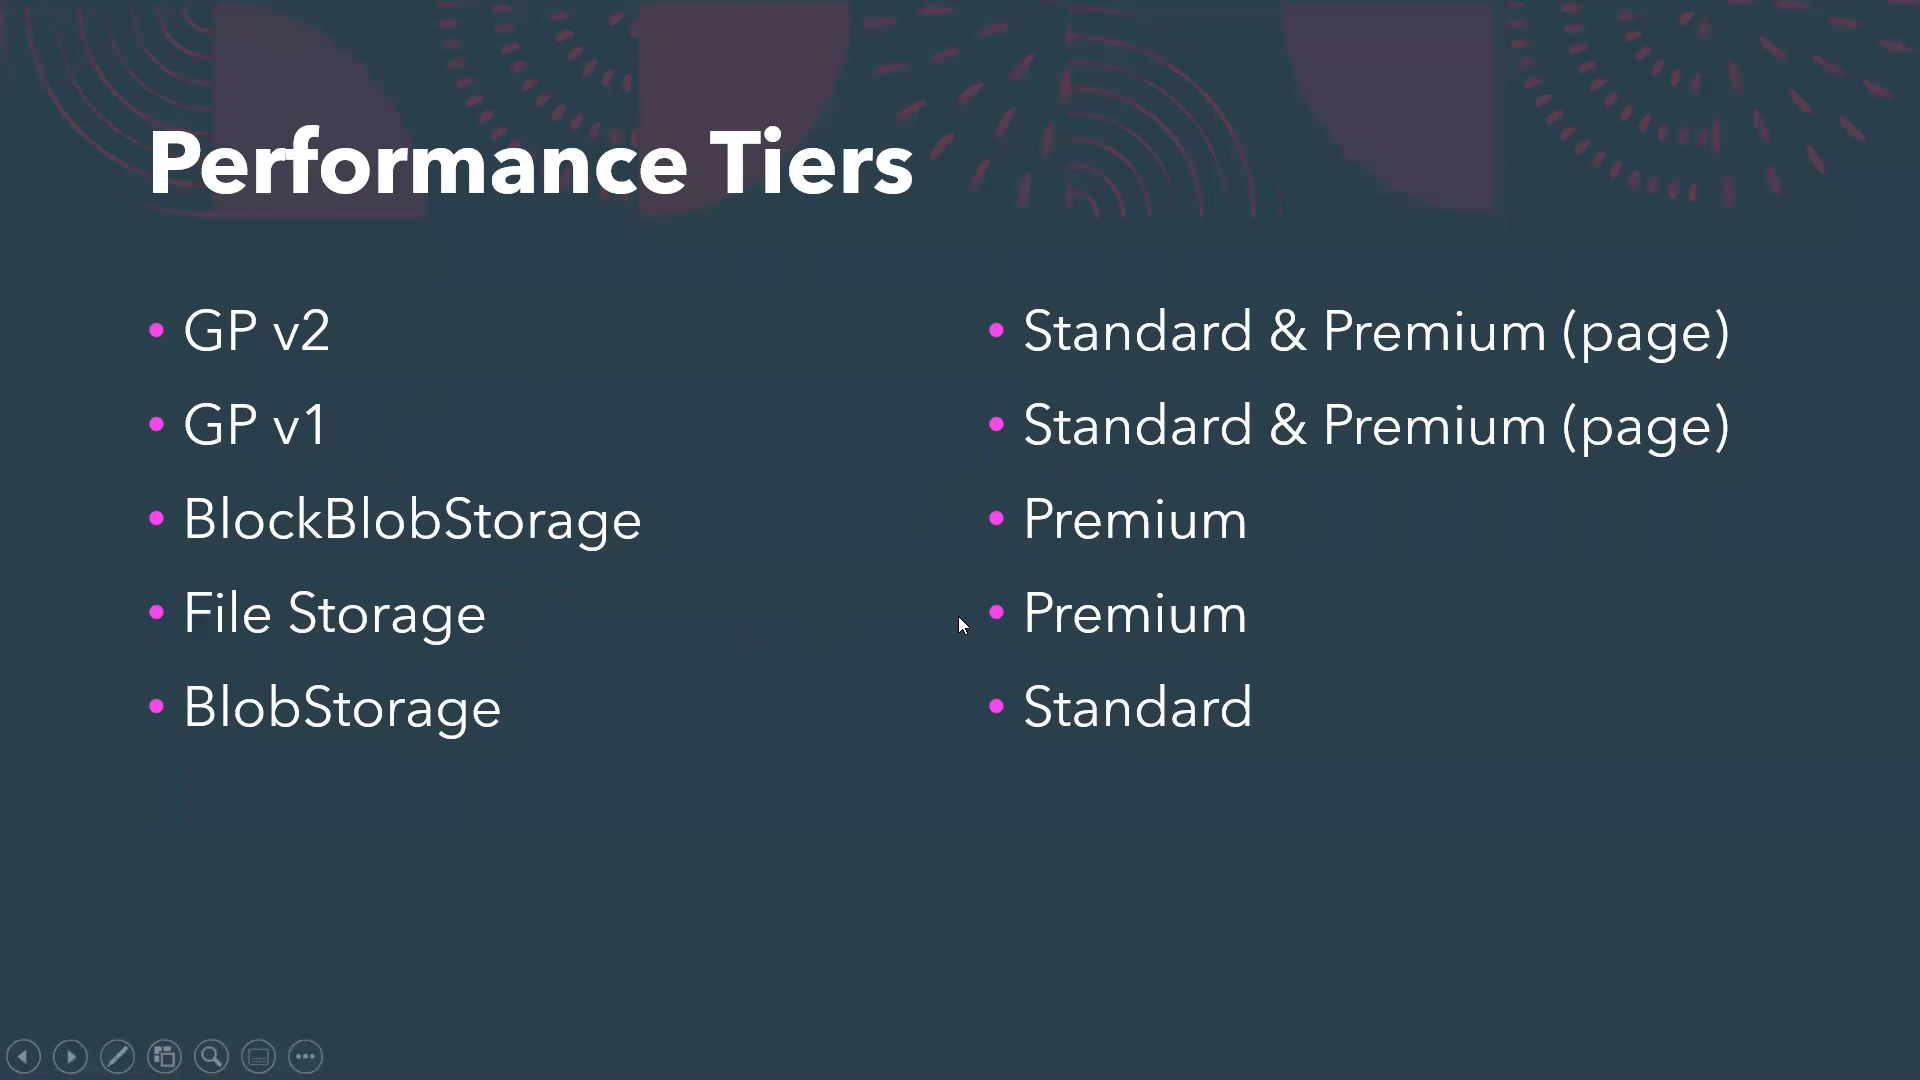 Performance Tiers
• GP v2
• GP v1
• BlockBlobStorage
• File Storage
• BlobStorage
• Standard & Premium (page)
• Standard & Premium (page)
• Premium
• Premium
• Standard